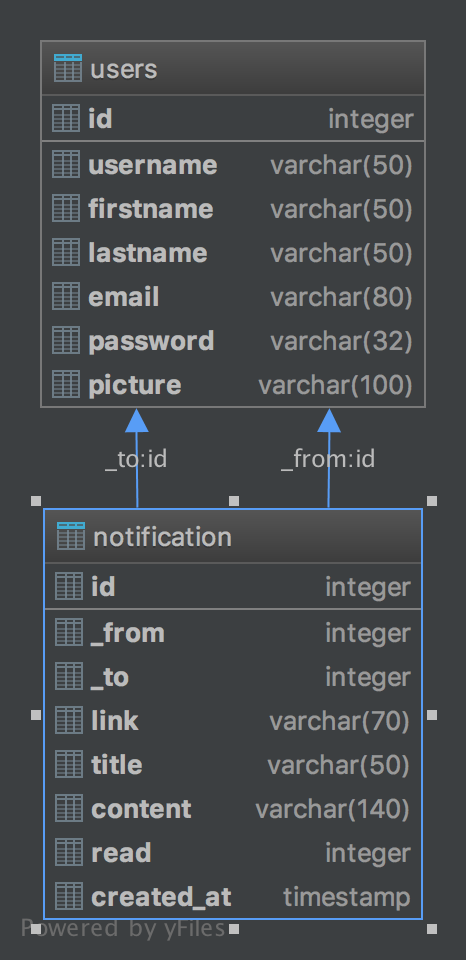 users
id integer
username varchar(50)
firstname varchar(50)
lastname varchar(50)
email varchar(80)
password varchar(32)
picture varchar(100)
_to:id _from:id
notification
id integer
_from integer
_to integer
link varchar(70)
title varchar(50)
content varchar(140)
read integer
created_at timestamp
Powered by yFiles